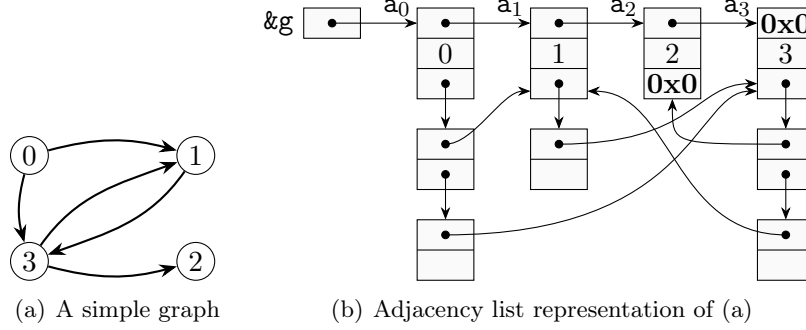 &g a0 a1 a2 a3
0x0
0 1 2 3
0x0
0 1
3 2
(a) A simple graph
(b) Adjacency list representation of (a)